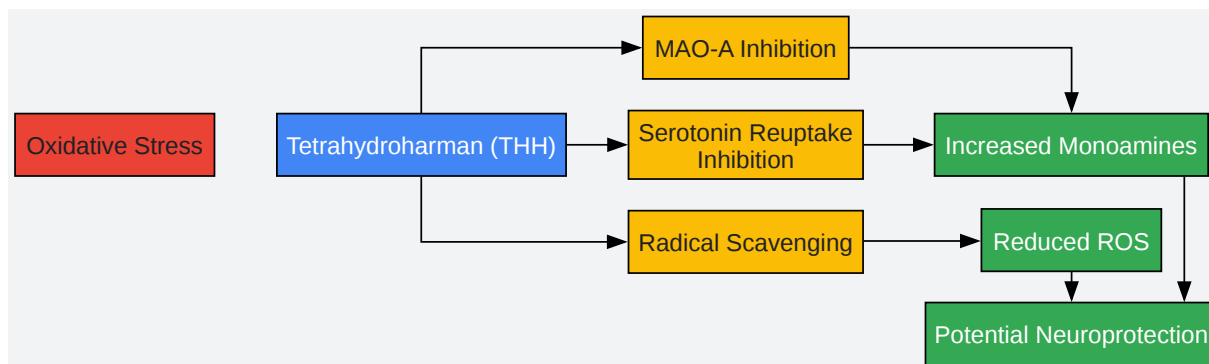 MAO-A Inhibition
Oxidative Stress
Tetrahydroharman (THH)
Serotonin Reuptake
Inhibition
Increased Monoamines
Radical Scavenging
Reduced ROS
Potential Neuroprotection